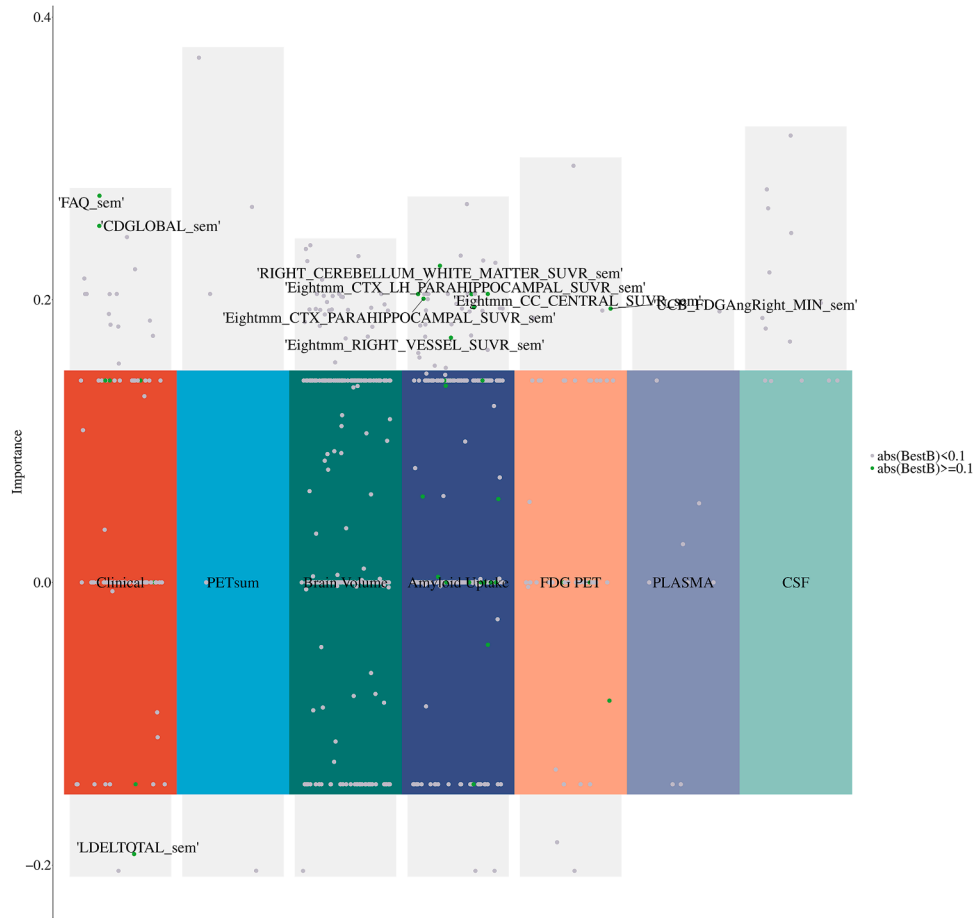 0.4
'FAQ_sem'
'CDGLOBAL_sem'
'RIGHT_CEREBELLUM_WHITE_MATTER_SUVR_sem'
'Eightmm_CTX_LH_PARAHIPPOCAMPAL_SUVR_sem'
0.2
'Eightmm_CC_CENTRAL_SUVR_sem'
'UCB_FDGAngRight_MIN_sem'
'Eightmm_CTX_PARAHIPPOCAMPAL_SUVR_sem'
'Eightmm_RIGHT_VESSEL_SUVR_sem'
Importance
abs(BestB)<0.1
abs(BestB)>=0.1
0.0
Clinical
PETsum
Brain Volume
Amyloid Uptake
FDG PET
PLASMA
CSF
'LDELTOTAL_sem'
−0.2